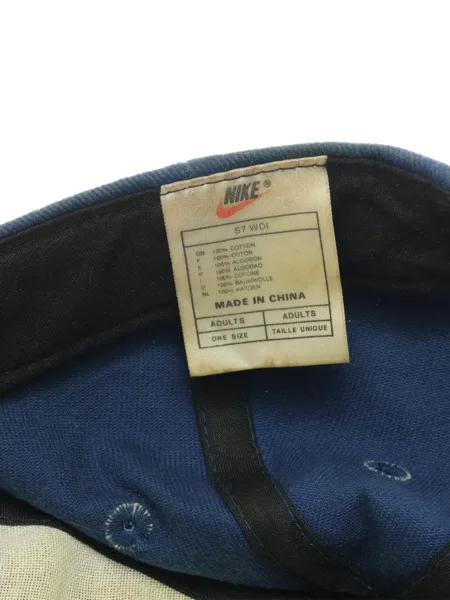 NIKE®
S7 WDI
GB 100% COTTON
F 100% COTON
E 100% ALGODON
P 100% ALGODAO
I 100% COTONE
D 100% BAUMWOLLE
NL 100% KATOEN
MADE IN CHINA
ADULTS ADULTS
ONE SIZE TAILLE UNIQUE